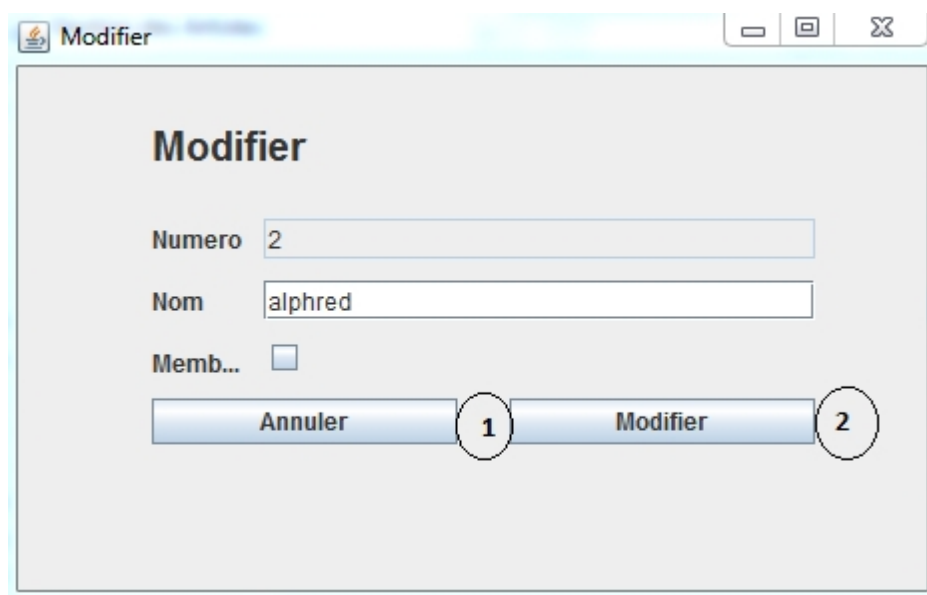 Modifier
Modifier
Numero 2
Nom alphred
Memb...
Annuler 1 Modifier 2